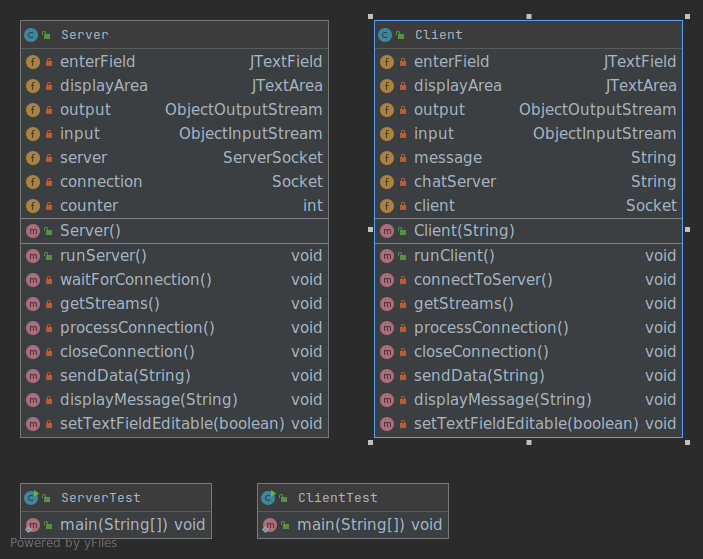 Server
enterField JTextField
displayArea JTextArea
output ObjectOutputStream
input ObjectInputStream
server ServerSocket
connection Socket
counter int
Server()
runServer() void
waitForConnection() void
getStreams() void
processConnection() void
closeConnection() void
sendData(String) void
displayMessage(String) void
setTextFieldEditable(boolean) void
Client
enterField JTextField
displayArea JTextArea
output ObjectOutputStream
input ObjectInputStream
message String
chatServer String
client Socket
Client(String)
runClient() void
connectToServer() void
getStreams() void
processConnection() void
closeConnection() void
sendData(String) void
displayMessage(String) void
setTextFieldEditable(boolean) void
ServerTest
main(String[]) void
ClientTest
main(String[]) void
Powered by yFiles